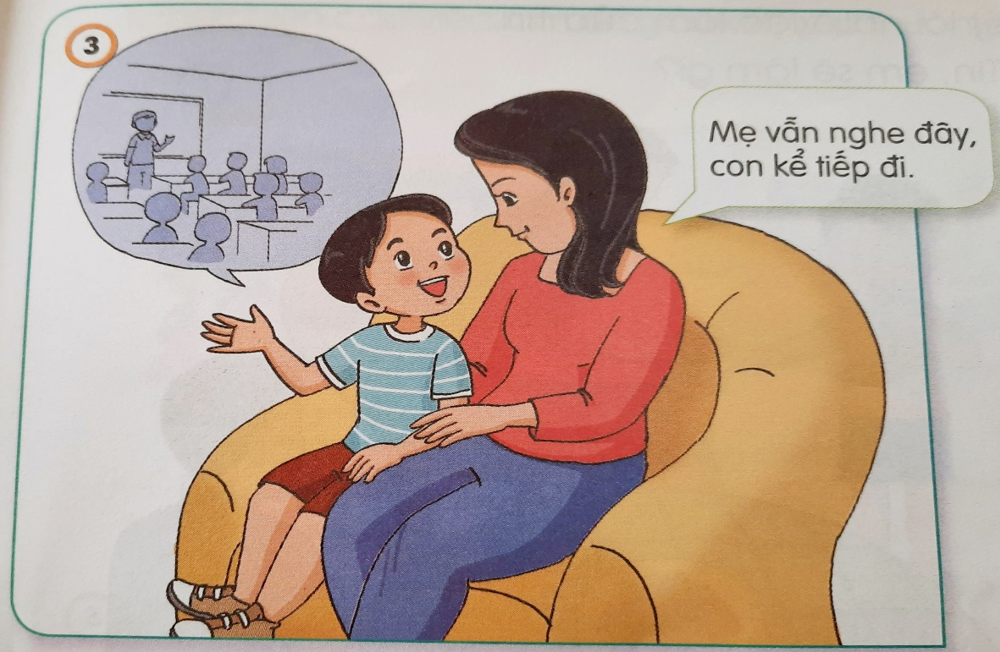 3
Mẹ vẫn nghe đây,
con kể tiếp đi.